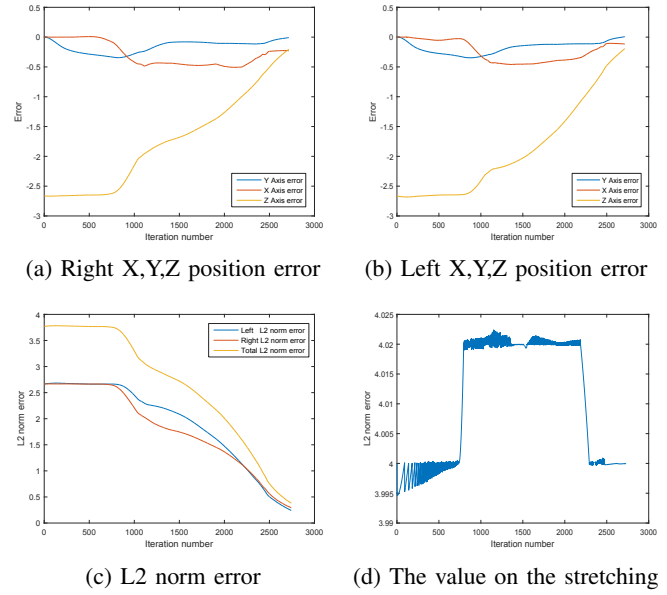 0.5
0
-0.5
-1
-1.5
-2
-2.5
-3
Error
0 500 1000 1500 2000 2500 3000
Iteration number
Y Axis error
X Axis error
Z Axis error
(a) Right X,Y,Z position error
0.5
0
-0.5
-1
-1.5
-2
-2.5
-3
Error
0 500 1000 1500 2000 2500 3000
Iteration number
Y Axis error
X Axis error
Z Axis error
(b) Left X,Y,Z position error
4
3.5
3
2.5
2
1.5
1
0.5
0
L2 norm error
0 500 1000 1500 2000 2500 3000
Iteration number
Left L2 norm error
Right L2 norm error
Total L2 norm error
(c) L2 norm error
4.025
4.02
4.015
4.01
4.005
4
3.995
3.99
L2 norm error
0 500 1000 1500 2000 2500 3000
Iteration number
(d) The value on the stretching